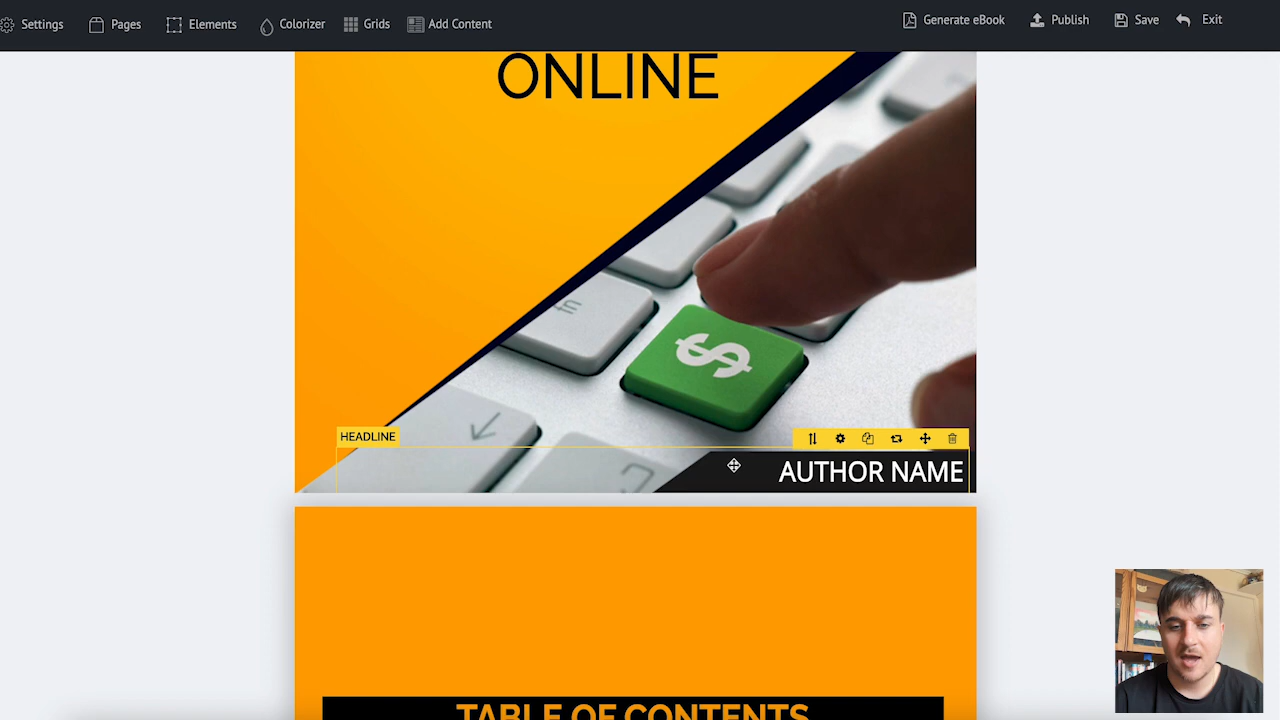 Settings Pages Elements Colorizer Grids Add Content Generate eBook Publish Save Exit
ONLINE
$
HEADLINE
AUTHOR NAME
TABLE OF CONTENTS